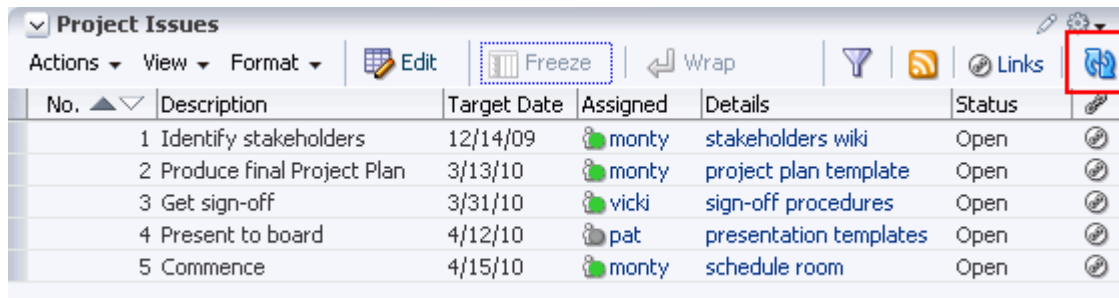 Project Issues
Actions View Format Edit Freeze Wrap Links
No. Description Target Date Assigned Details Status
1 Identify stakeholders 12/14/09 monty stakeholders wiki Open
2 Produce final Project Plan 3/13/10 monty project plan template Open
3 Get sign-off 3/31/10 vicki sign-off procedures Open
4 Present to board 4/12/10 pat presentation templates Open
5 Commence 4/15/10 monty schedule room Open